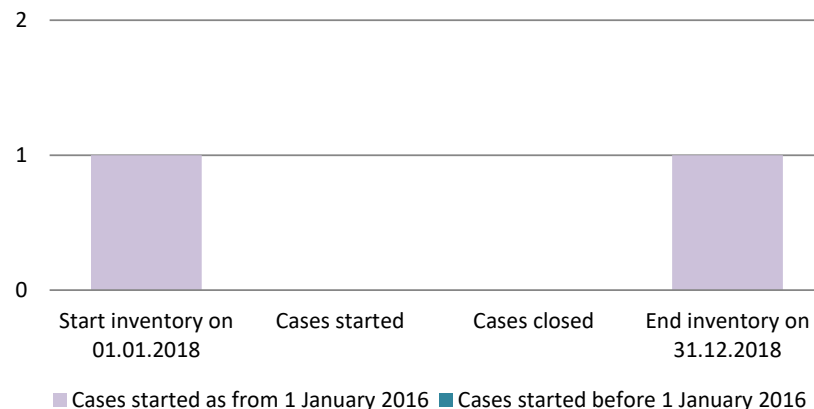 2
1
0
Start inventory on
01.01.2018
Cases started
Cases closed
End inventory on
31.12.2018
Cases started as from 1 January 2016
Cases started before 1 January 2016